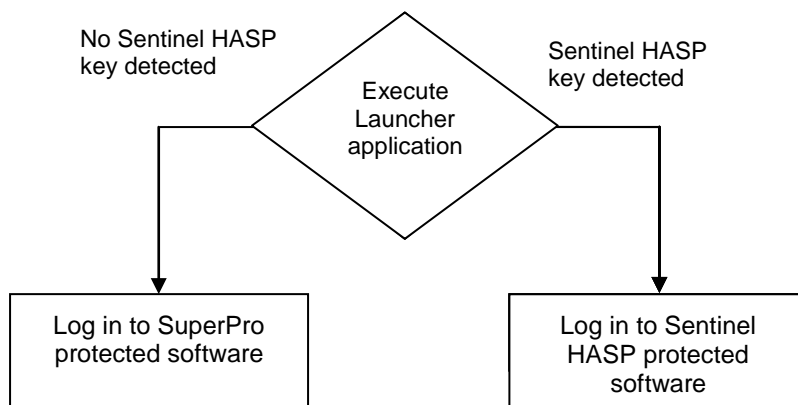 No Sentinel HASP
key detected
Sentinel HASP
key detected
Execute
Launcher
application
Log in to SuperPro
protected software
Log in to Sentinel
HASP protected
software